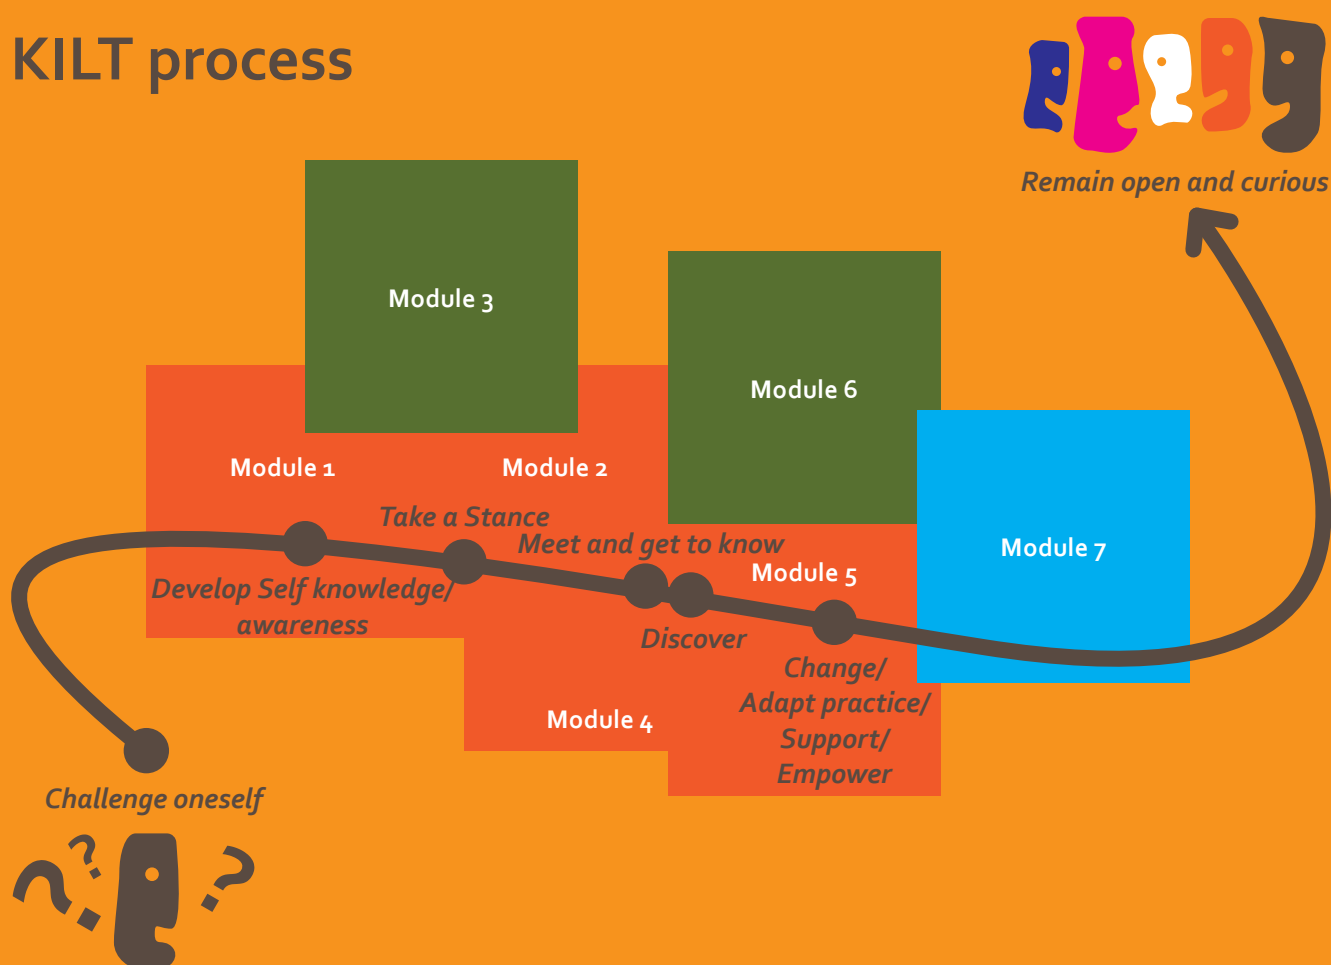 KILT process
Remain open and curious
Module 3
Module 6
Module 1
Module 2
Take a Stance
Meet and get to know
Module 7
Module 5
Develop Self knowledge/
awareness
Discover
Change/
Adapt practice/
Support/
Empower
Module 4
Challenge oneself
? ? ?